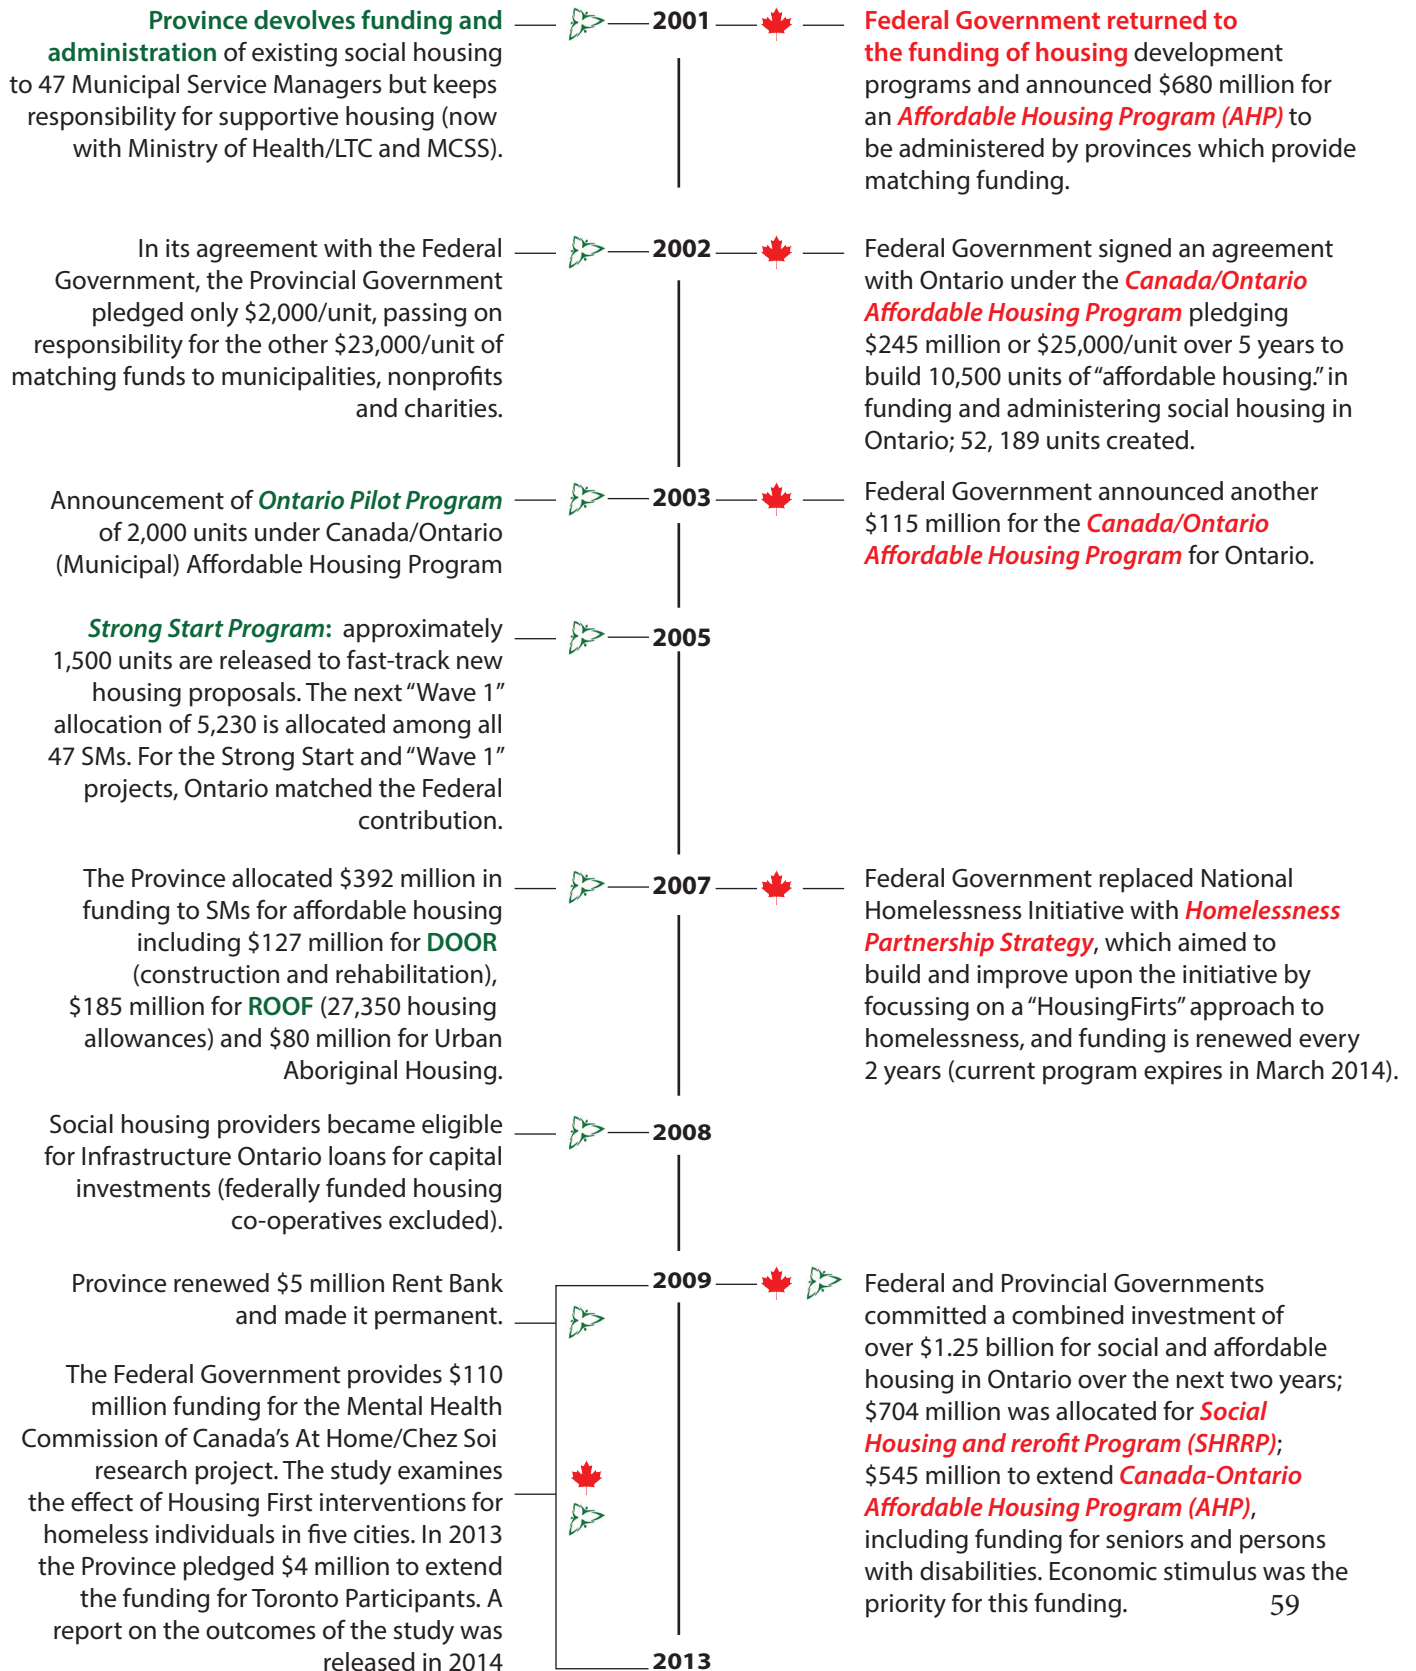 Province devolves funding and
administration of existing social housing
to 47 Municipal Service Managers but keeps
responsibility for supportive housing (now
with Ministry of Health/LTC and MCSS).
2001
Federal Government returned to
the funding of housing development
programs and announced $680 million for
an Affordable Housing Program (AHP) to
be administered by provinces which provide
matching funding.
In its agreement with the Federal
Government, the Provincial Government
pledged only $2,000/unit, passing on
responsibility for the other $23,000/unit of
matching funds to municipalities, nonprofits
and charities.
2002
Federal Government signed an agreement
with Ontario under the Canada/Ontario
Affordable Housing Program pledging
$245 million or $25,000/unit over 5 years to
build 10,500 units of “affordable housing.” in
funding and administering social housing in
Ontario; 52, 189 units created.
Announcement of Ontario Pilot Program
of 2,000 units under Canada/Ontario
(Municipal) Affordable Housing Program
2003
Federal Government announced another
$115 million for the Canada/Ontario
Affordable Housing Program for Ontario.
Strong Start Program: approximately
1,500 units are released to fast-track new
housing proposals. The next “Wave 1”
allocation of 5,230 is allocated among all
47 SMs. For the Strong Start and “Wave 1”
projects, Ontario matched the Federal
contribution.
2005
The Province allocated $392 million in
funding to SMs for affordable housing
including $127 million for DOOR
(construction and rehabilitation),
$185 million for ROOF (27,350 housing
allowances) and $80 million for Urban
Aboriginal Housing.
2007
Federal Government replaced National
Homelessness Initiative with Homelessness
Partnership Strategy, which aimed to
build and improve upon the initiative by
focussing on a “HousingFirts” approach to
homelessness, and funding is renewed every
2 years (current program expires in March 2014).
Social housing providers became eligible
for Infrastructure Ontario loans for capital
investments (federally funded housing
co-operatives excluded).
2008
Province renewed $5 million Rent Bank
and made it permanent.
The Federal Government provides $110
million funding for the Mental Health
Commission of Canada’s At Home/Chez Soi
research project. The study examines
the effect of Housing First interventions for
homeless individuals in five cities. In 2013
the Province pledged $4 million to extend
the funding for Toronto Participants. A
report on the outcomes of the study was
released in 2014
2009
Federal and Provincial Governments
committed a combined investment of
over $1.25 billion for social and affordable
housing in Ontario over the next two years;
$704 million was allocated for Social
Housing and rerofit Program (SHRRP);
$545 million to extend Canada-Ontario
Affordable Housing Program (AHP),
including funding for seniors and persons
with disabilities. Economic stimulus was the
priority for this funding.
59
2013